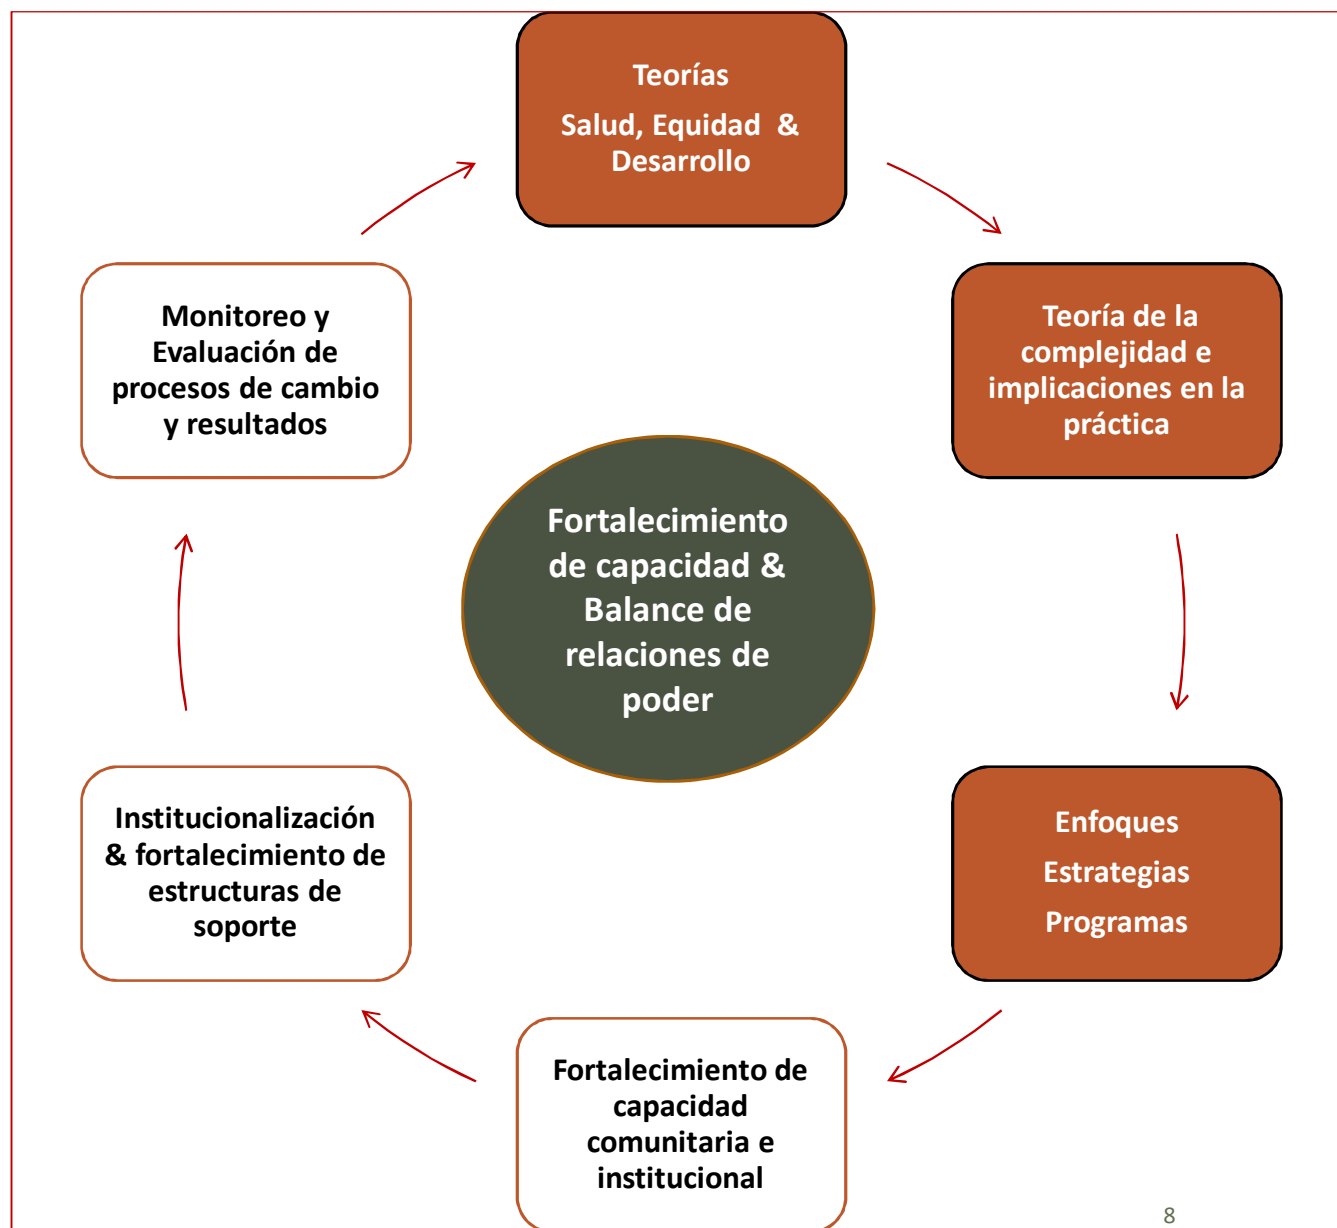 Teorías
Salud, Equidad &
Desarrollo
Teoría de la
complejidad e
implicaciones en la
práctica
Enfoques
Estrategias
Programas
Fortalecimiento de
capacidad
comunitaria e
institucional
Institucionalización
& fortalecimiento de
estructuras de
soporte
Monitoreo y
Evaluación de
procesos de cambio
y resultados
Fortalecimiento
de capacidad &
Balance de
relaciones de
poder
8